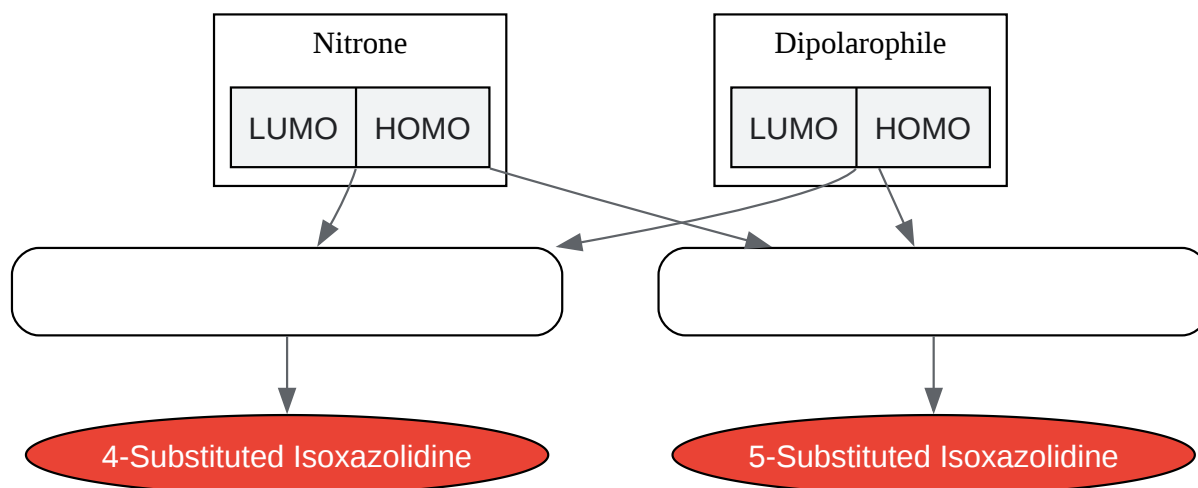 Nitrone
Dipolarophile
LUMO HOMO
LUMO HOMO
4-Substituted Isoxazolidine
5-Substituted Isoxazolidine